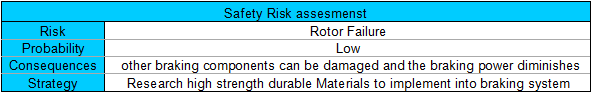 Safety Risk assesmenst
Risk Rotor Failure
Probability Low
Consequences other braking components can be damaged and the braking power diminishes
Strategy Research high strength durable Materials to implement into braking system